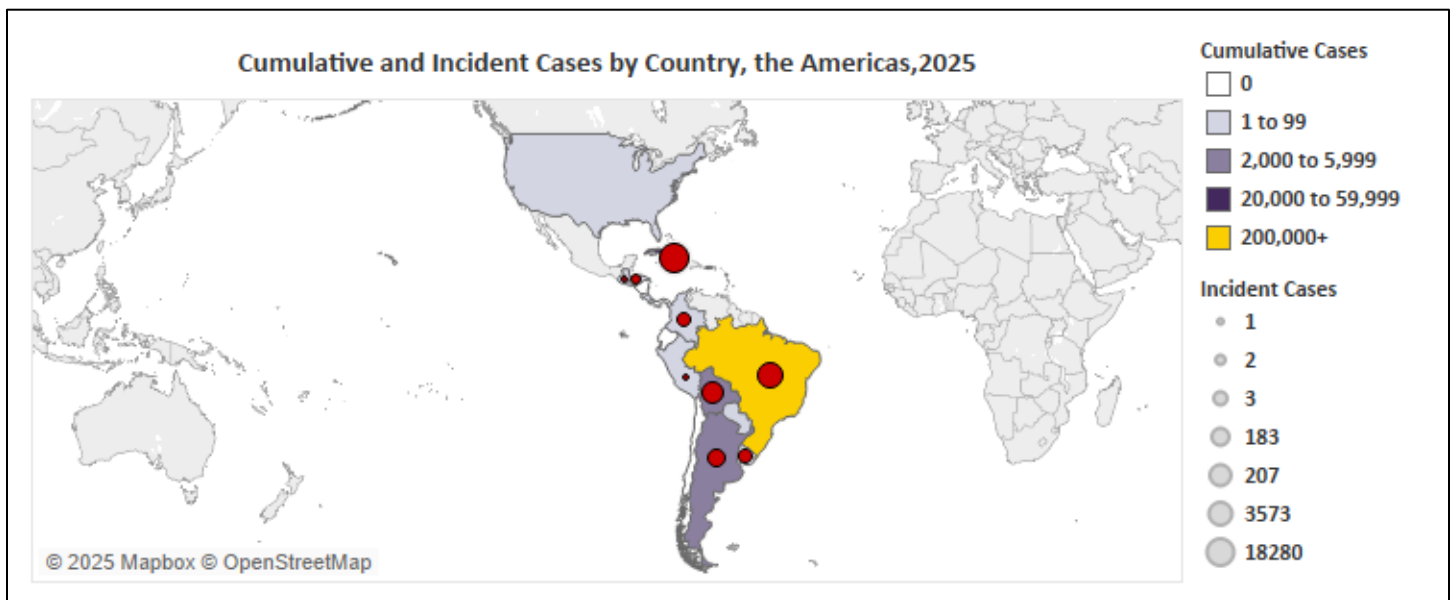 Cumulative and Incident Cases by Country, the Americas,2025
Cumulative Cases
0
1 to 99
2,000 to 5,999
20,000 to 59,999
200,000+
Incident Cases
1
2
3
183
207
3573
18280
© 2025 Mapbox © OpenStreetMap